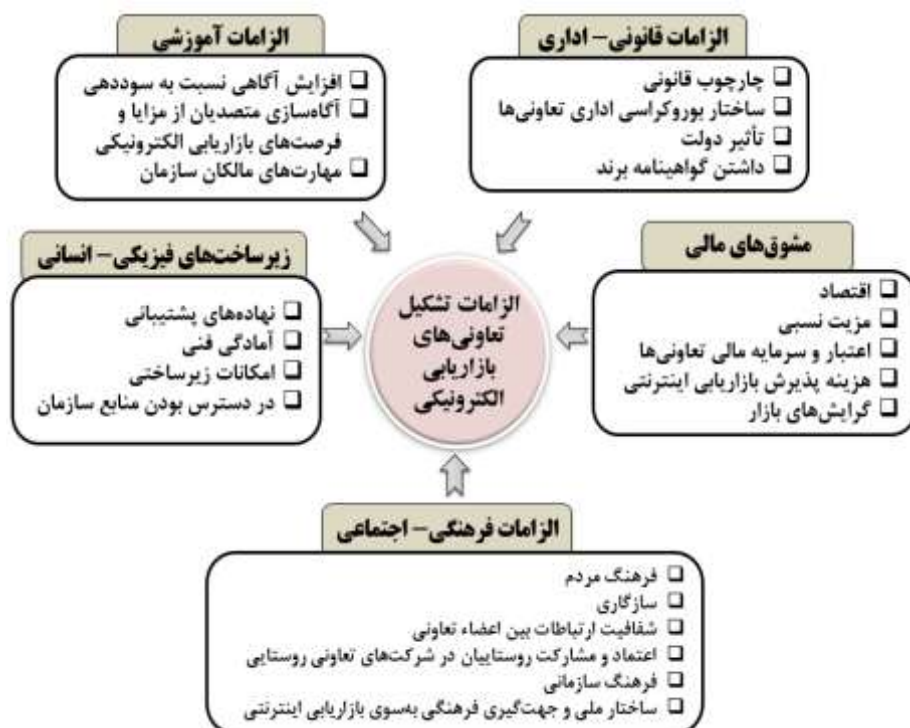 الزامات قانونی– اداری
❑ چارچوب قانونی
❑ ساختار بوروکراسی اداری تعاونی‌ها
❑ تأثیر دولت
❑ داشتن گواهینامه برند
الزامات آموزشی
❑ افزایش آگاهی نسبت به سوددهی
❑ آگاه‌سازی متصدیان از مزایا و
فرصت‌های بازاریابی الکترونیکی
❑ مهارت‌های مالکان سازمان
مشوق‌های مالی
❑ اقتصاد
❑ مزیت نسبی
❑ اعتبار و سرمایه مالی تعاونی‌ها
❑ هزینه پذیرش بازاریابی اینترنتی
❑ گرایش‌های بازار
الزامات تشکیل
تعاونی‌های
بازاریابی
الکترونیکی
زیرساخت‌های فیزیکی– انسانی
❑ نهاده‌های پشتیبانی
❑ آمادگی فنی
❑ امکانات زیرساختی
❑ در دسترس بودن منابع سازمان
الزامات فرهنگی– اجتماعی
❑ فرهنگ مردم
❑ سازگاری
❑ شفافیت ارتباطات بین اعضاء تعاونی
❑ اعتماد و مشارکت روستاییان در شرکت‌های تعاونی روستایی
❑ فرهنگ سازمانی
❑ ساختار ملی و جهت‌گیری فرهنگی به‌سوی بازاریابی اینترنتی